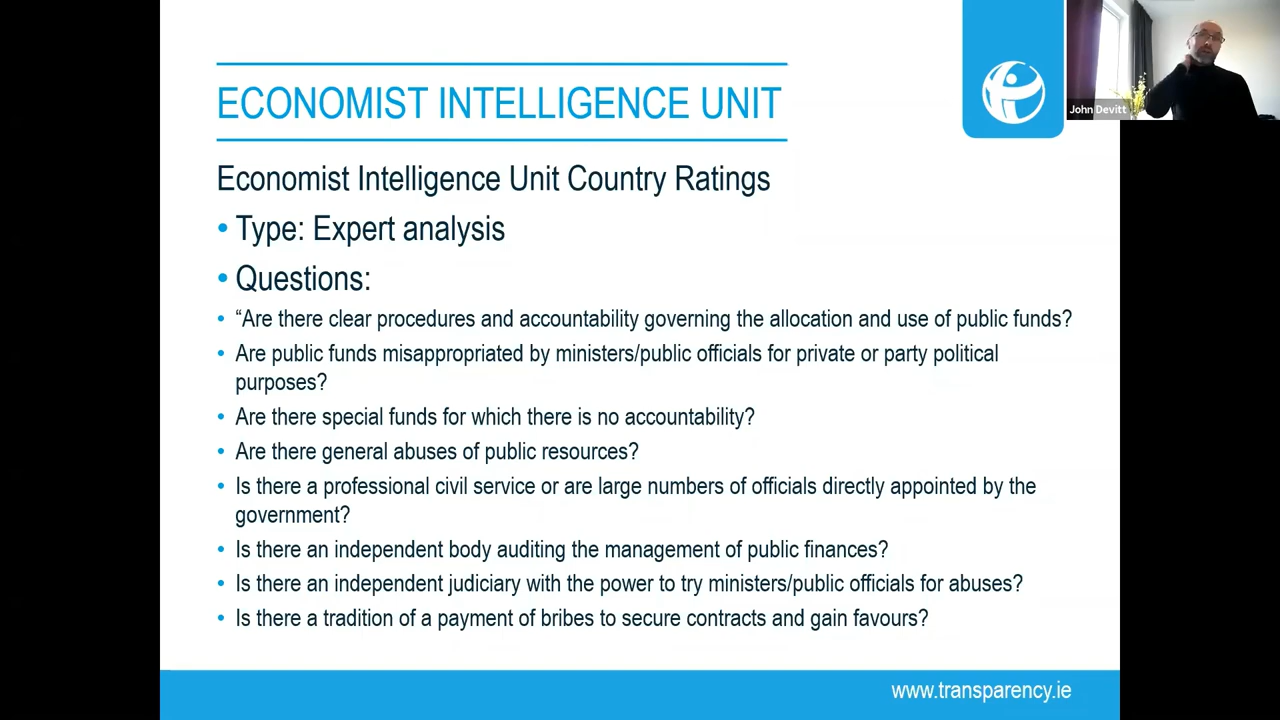 ECONOMIST INTELLIGENCE UNIT
John Devitt
Economist Intelligence Unit Country Ratings
• Type: Expert analysis
• Questions:
• “Are there clear procedures and accountability governing the allocation and use of public funds?
• Are public funds misappropriated by ministers/public officials for private or party political
purposes?
• Are there special funds for which there is no accountability?
• Are there general abuses of public resources?
• Is there a professional civil service or are large numbers of officials directly appointed by the
government?
• Is there an independent body auditing the management of public finances?
• Is there an independent judiciary with the power to try ministers/public officials for abuses?
• Is there a tradition of a payment of bribes to secure contracts and gain favours?
www.transparency.ie